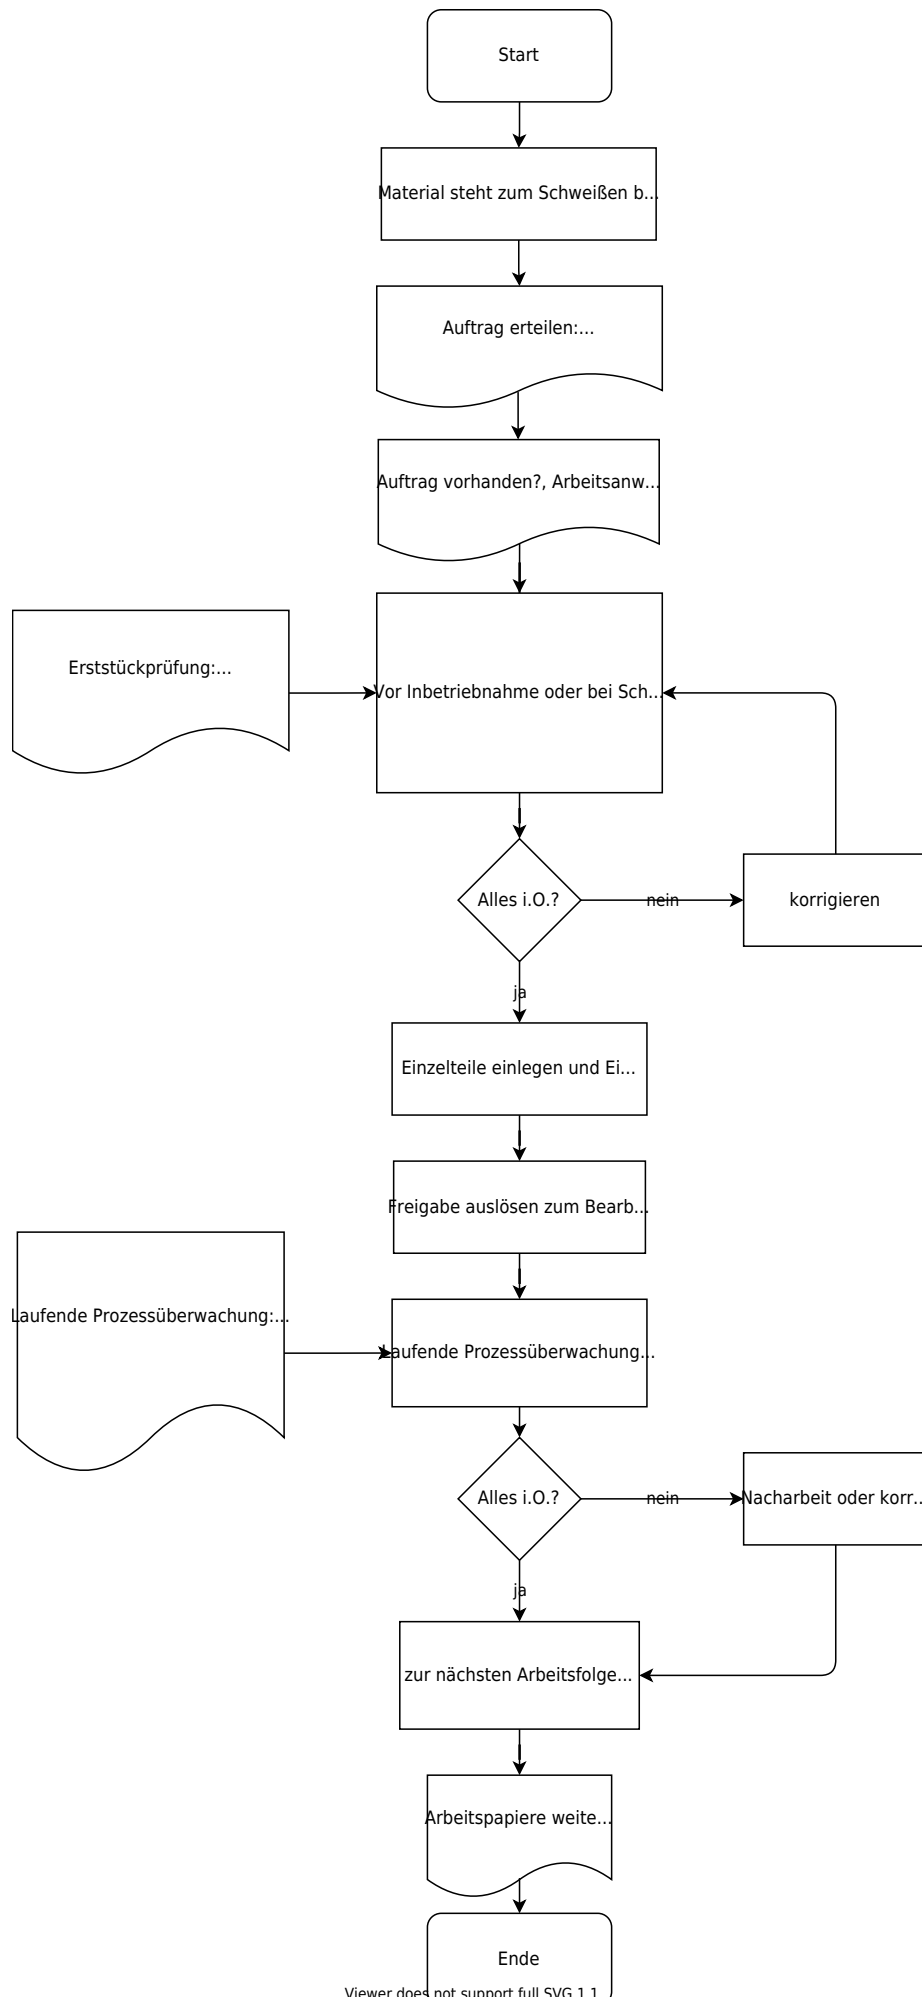 Start
Material steht zum Schweißen b...
Auftrag erteilen:...
Auftrag vorhanden?, Arbeitsanw...
Erststückprüfung:...
Vor Inbetriebnahme oder bei Sch...
Alles i.O.?
nein
korrigieren
ja
Einzelteile einlegen und Ei...
Freigabe auslösen zum Bearb...
Laufende Prozessüberwachung:...
Laufende Prozessüberwachung...
Alles i.O.?
nein
Nacharbeit oder korr...
ja
zur nächsten Arbeitsfolge...
Arbeitspapiere weite...
Ende
Viewer does not support full SVG 1.1